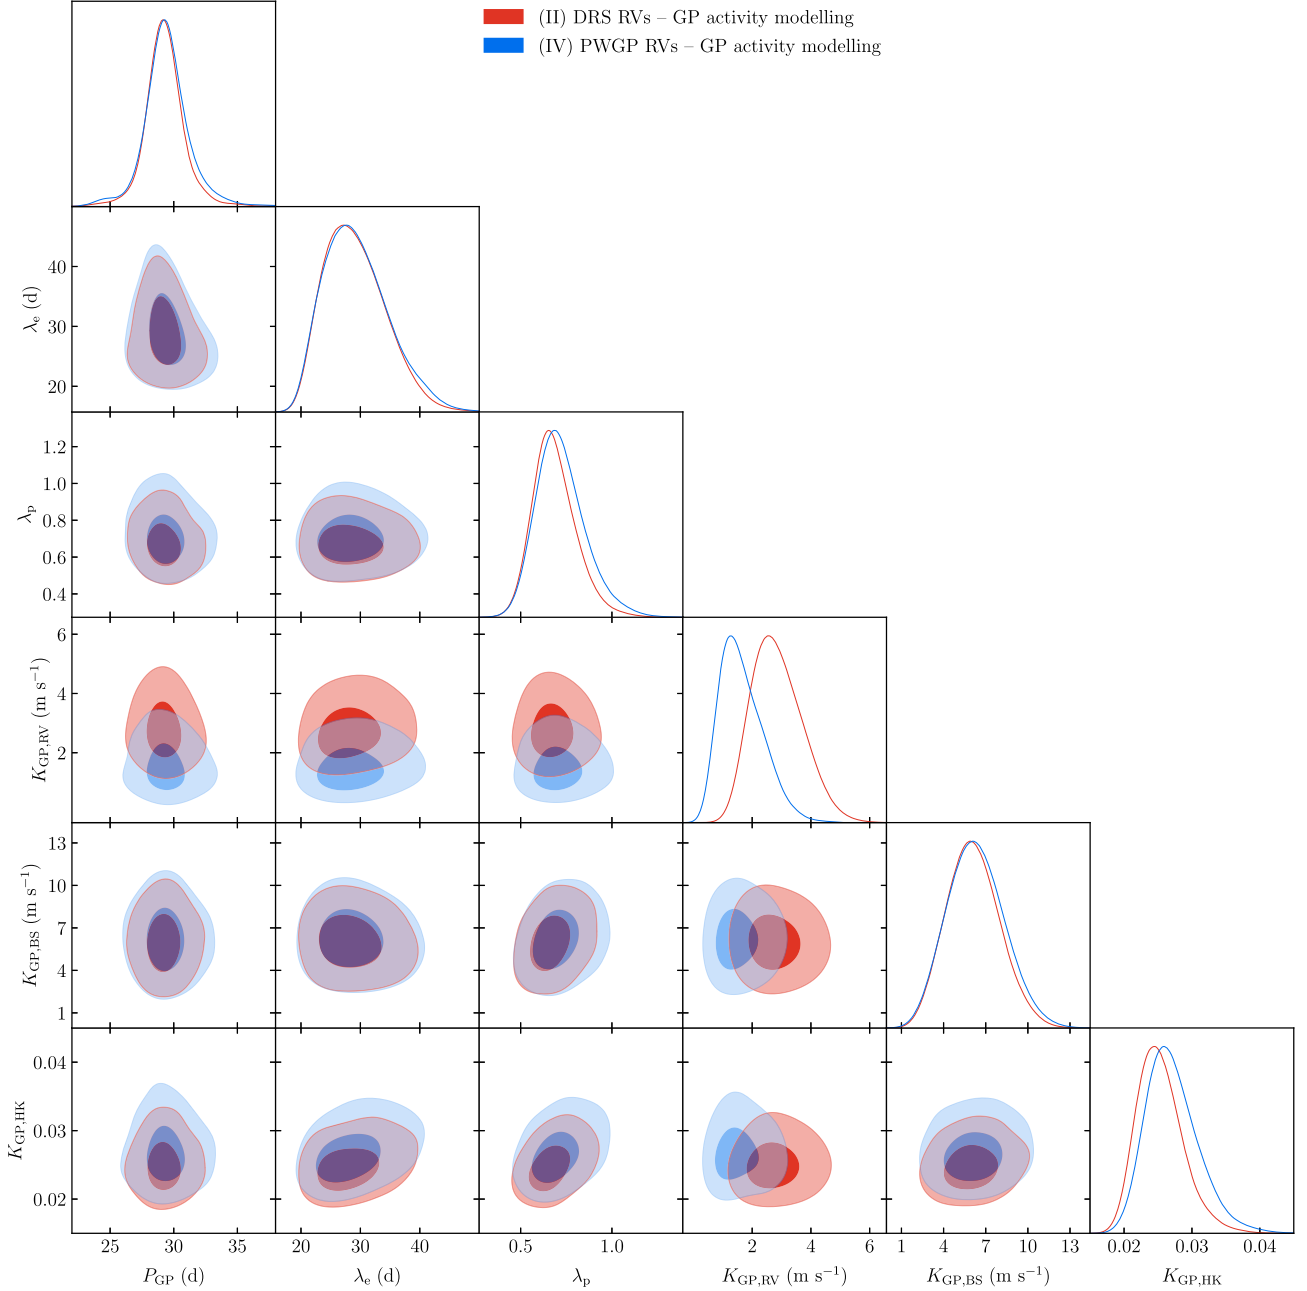 (II) DRS RVs – GP activity modelling
(IV) PWGP RVs – GP activity modelling
40
30
20
λe (d)
1.2
1.0
0.8
0.6
0.4
λp
6
4
2
KGP,RV (m s−1)
13
10
7
4
1
KGP,BS (m s−1)
0.04
0.03
0.02
KGP,HK
25 30 35 20 30 40 0.5 1.0 2 4 6 1 4 7 10 13 0.02 0.03 0.04
PGP (d) λe (d) λp KGP,RV (m s−1) KGP,BS (m s−1) KGP,HK